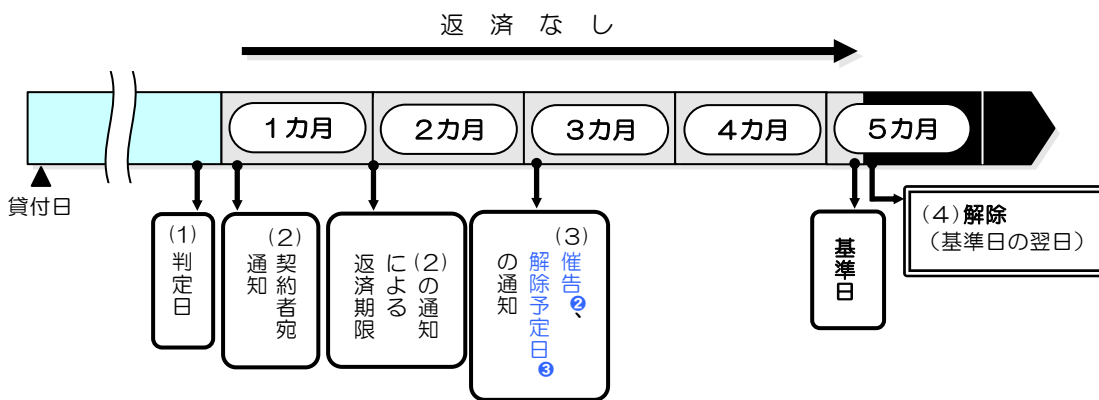 返済なし
1カ月
2カ月
3カ月
4カ月
5カ月
貸付日
(1)
判定日
(2)
契約者宛
通知
(2)の通知
による
返済期限
(3)
催告❷、
解除予定日❸
の通知
基準日
(4)解除
(基準日の翌日)